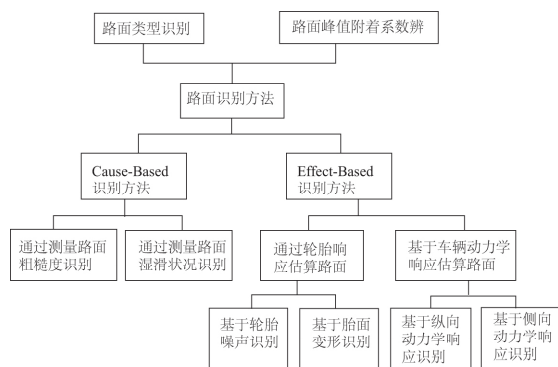 路面类型识别
路面峰值附着系数辨
路面识别方法
Cause-Based
识别方法
Effect-Based
识别方法
通过测量路面
粗糙度识别
通过测量路面
湿滑状况识别
通过轮胎响
应估算路面
基于车辆动力学
响应估算路面
基于轮胎
噪声识别
基于胎面
变形识别
基于纵向
动力学响
应识别
基于侧向
动力学响
应识别